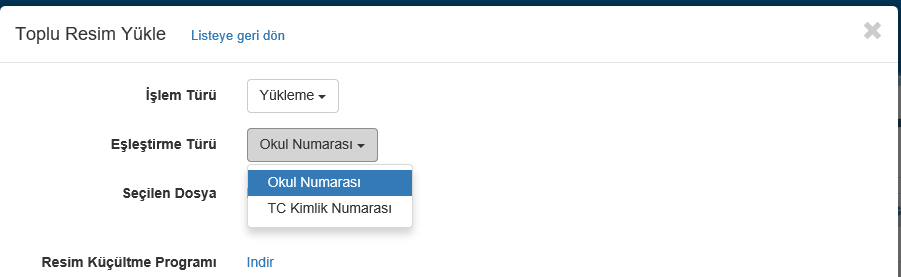 Toplu Resim Yükle Listeye geri dön ×
İşlem Türü Yükleme
Eşleştirme Türü Okul Numarası
Okul Numarası
Seçilen Dosya
TC Kimlik Numarası
Resim Küçültme Programı Indir